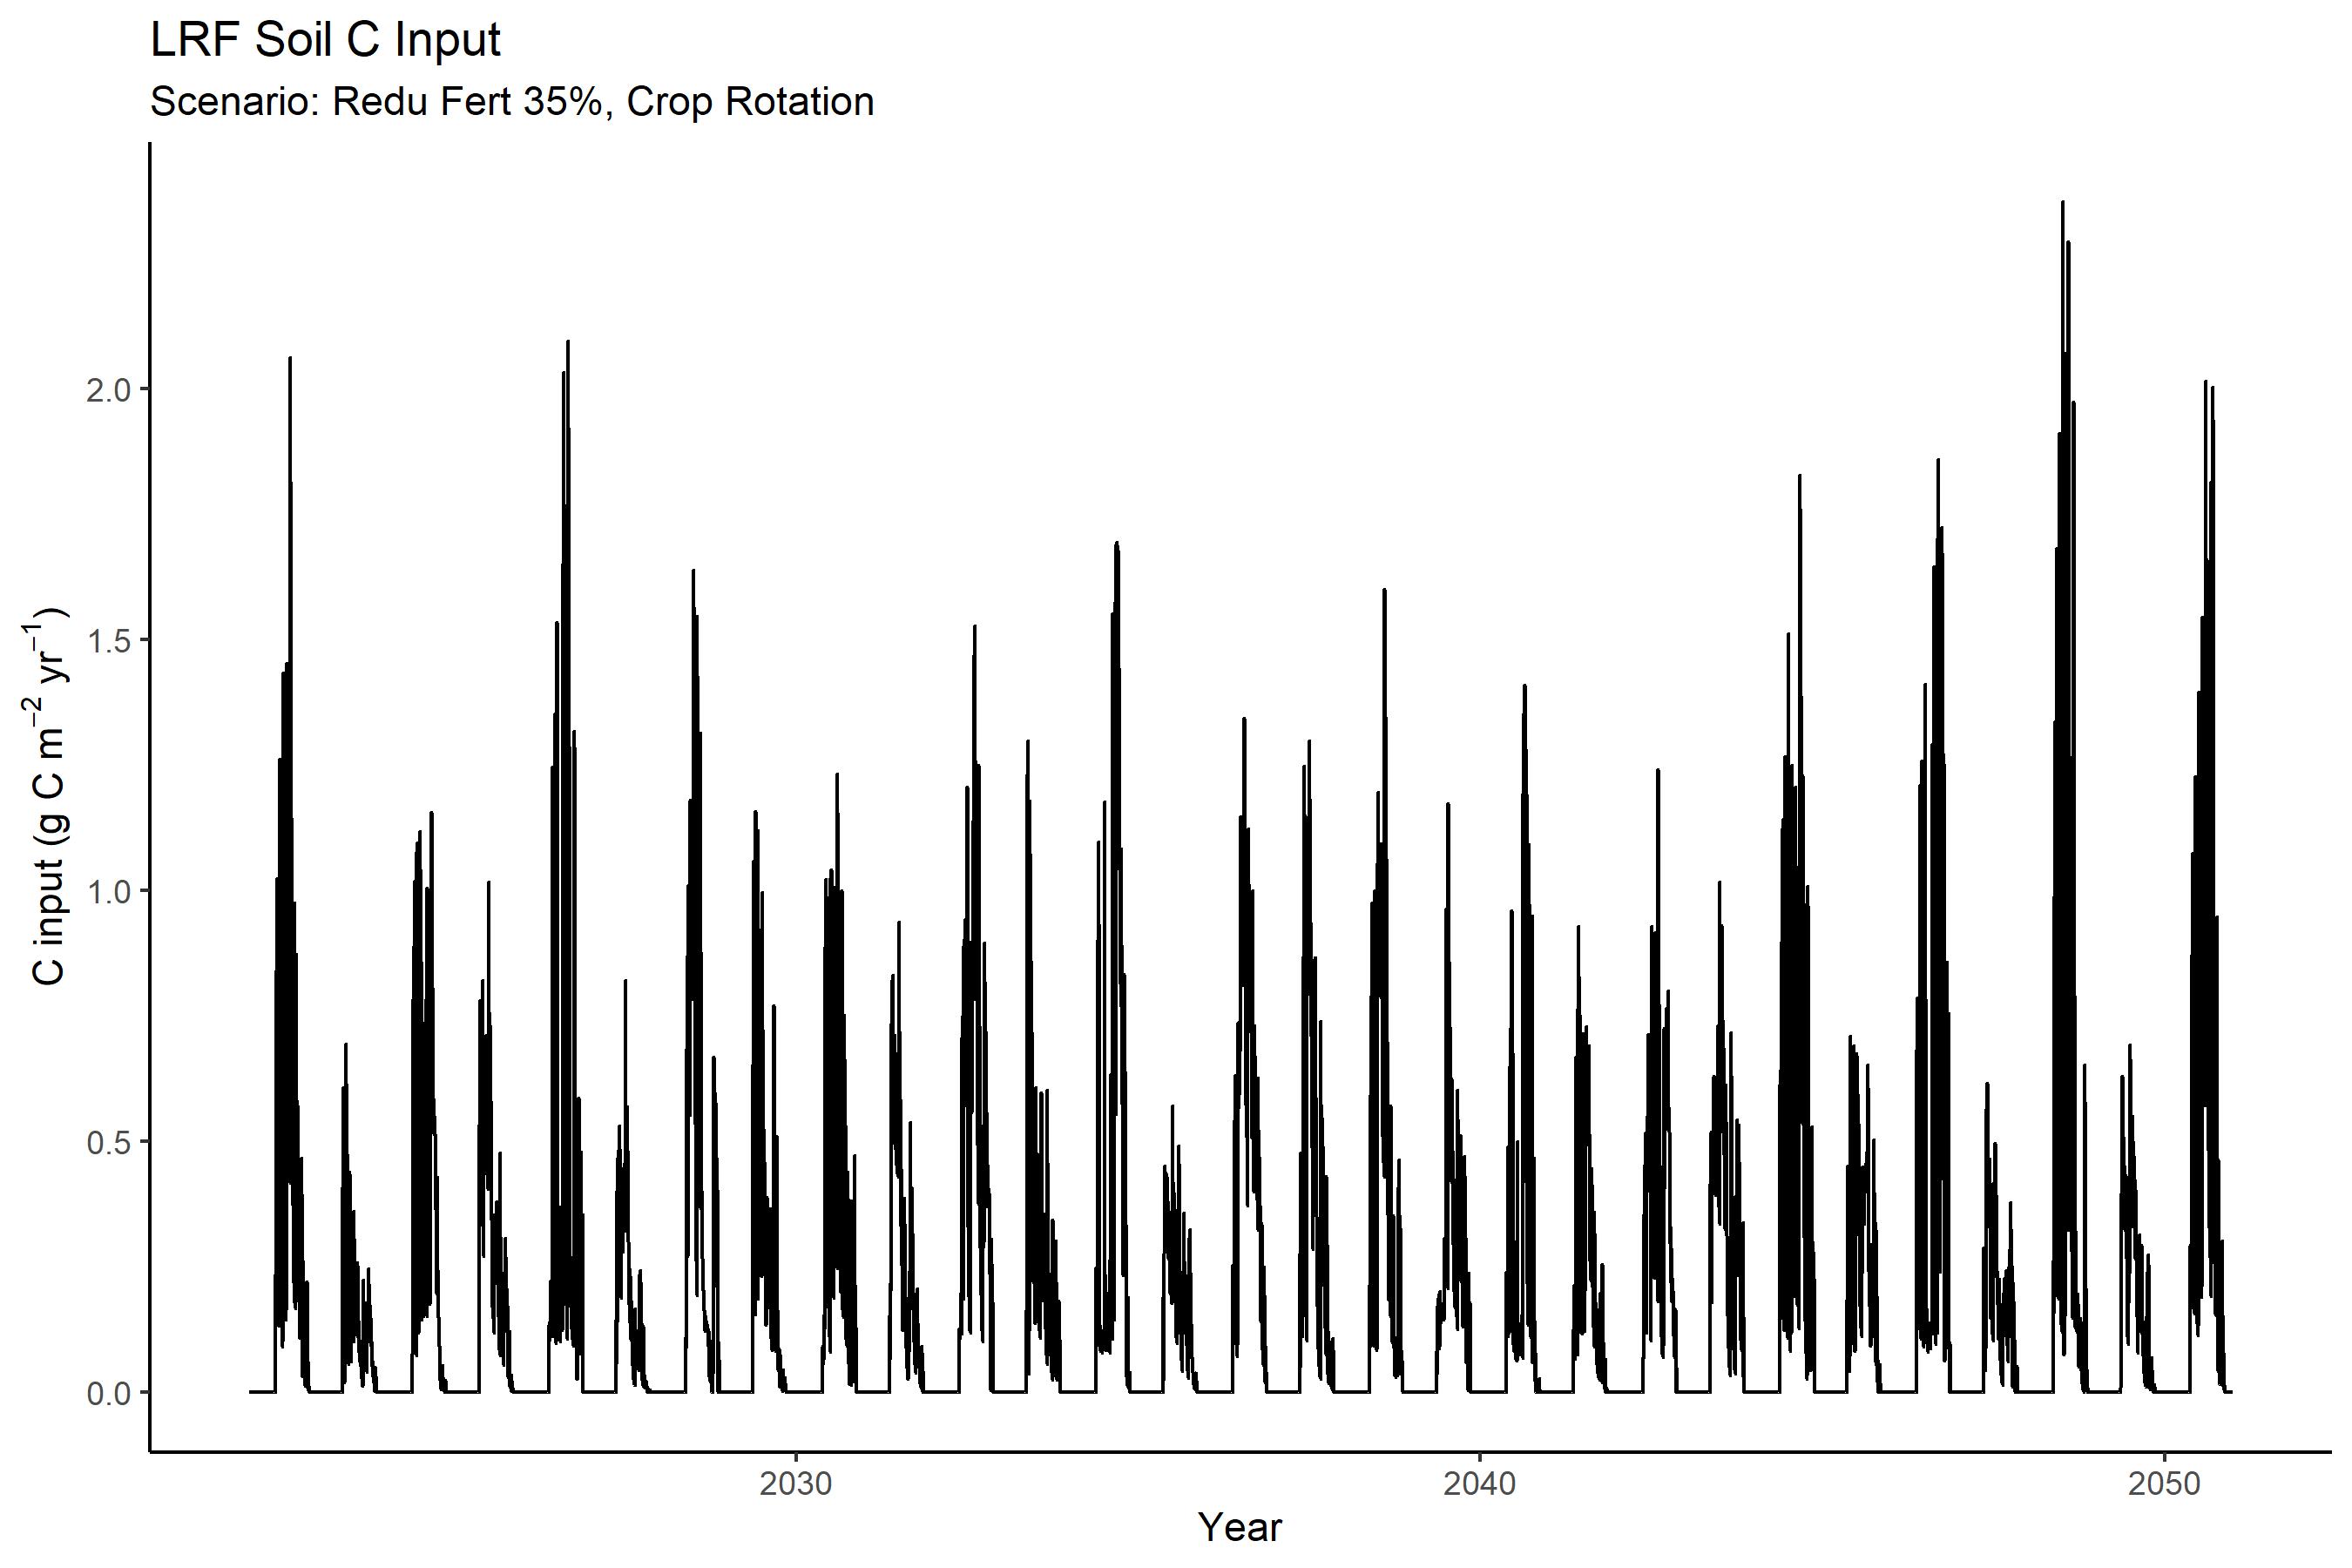 LRF Soil C Input
Scenario: Redu Fert 35%, Crop Rotation
C input (g C m⁻² yr⁻¹)
2.0
1.5
1.0
0.5
0.0
2030 2040 2050
Year